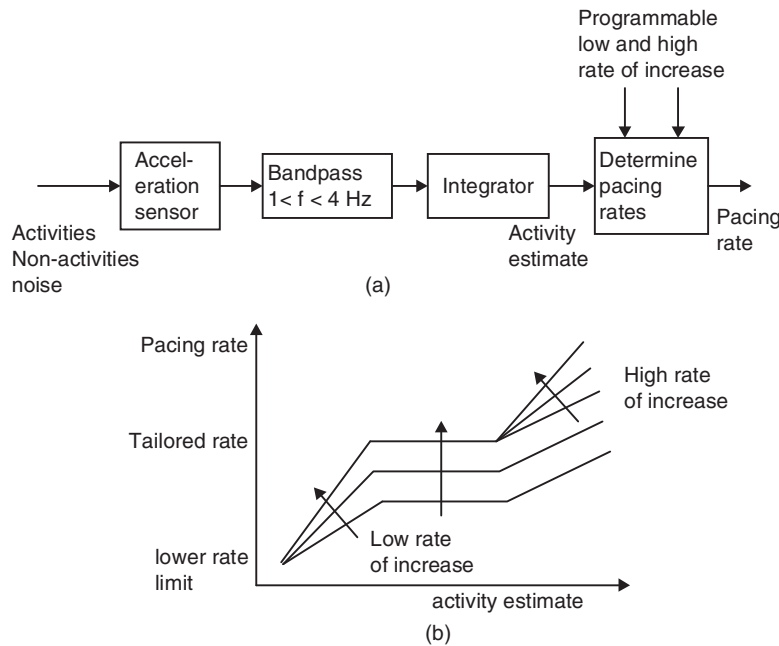 Programmable
low and high
rate of increase
Accel-
eration
sensor
Bandpass
1< f < 4 Hz
Integrator
Determine
pacing
rates
Activities
Non-activities
noise
Activity
estimate
Pacing
rate
(a)
Pacing rate
High rate
of increase
Tailored rate
Low rate
of increase
lower rate
limit
activity estimate
(b)